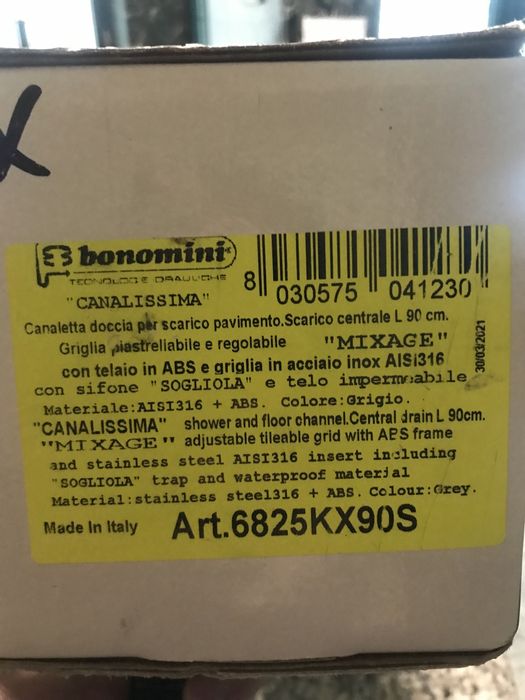 X
bonomini
TECNOLOGIE IDRAULICHE
8 030575 041230
"CANALISSIMA"
Canaletta doccia per scarico pavimento.Scarico centrale L 90 cm.
Griglia piastrellabile e regolabile "MIXAGE"
con telaio in ABS e griglia in acciaio inox AISI316
con sifone "SOGLIOLA" e telo impermeabile
30/03/2021
Materiale:AISI316 + ABS. Colore:Grigio.
"CANALISSIMA" shower and floor channel.Central drain L 90cm.
"MIXAGE" adjustable tileable grid with ABS frame
and stainless steel AISI316 insert including
"SOGLIOLA" trap and waterproof material
Material:stainless steel316 + ABS. Colour:Grey.
Made In Italy Art.6825KX90S